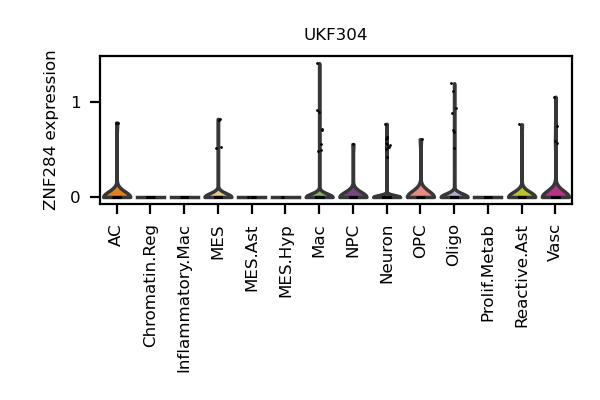 UKF304
ZNF284 expression
1
0
AC
Chromatin.Reg
Inflammatory.Mac
MES
MES.Ast
MES.Hyp
Mac
NPC
Neuron
OPC
Oligo
Prolif.Metab
Reactive.Ast
Vasc